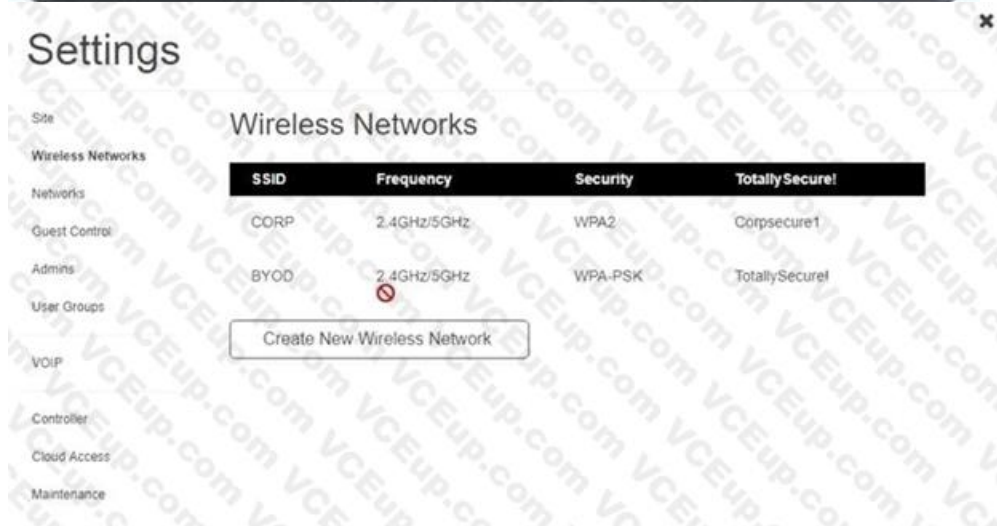 Settings
Site
Wireless Networks
Networks
Guest Control
Admins
User Groups
VOIP
Controller
Cloud Access
Maintenance
Wireless Networks
SSID Frequency Security TotallySecure!
CORP 2.4GHz/5GHz WPA2 Corpsecure1
BYOD 2.4GHz/5GHz WPA-PSK TotallySecure!
Create New Wireless Network
VCEup.com